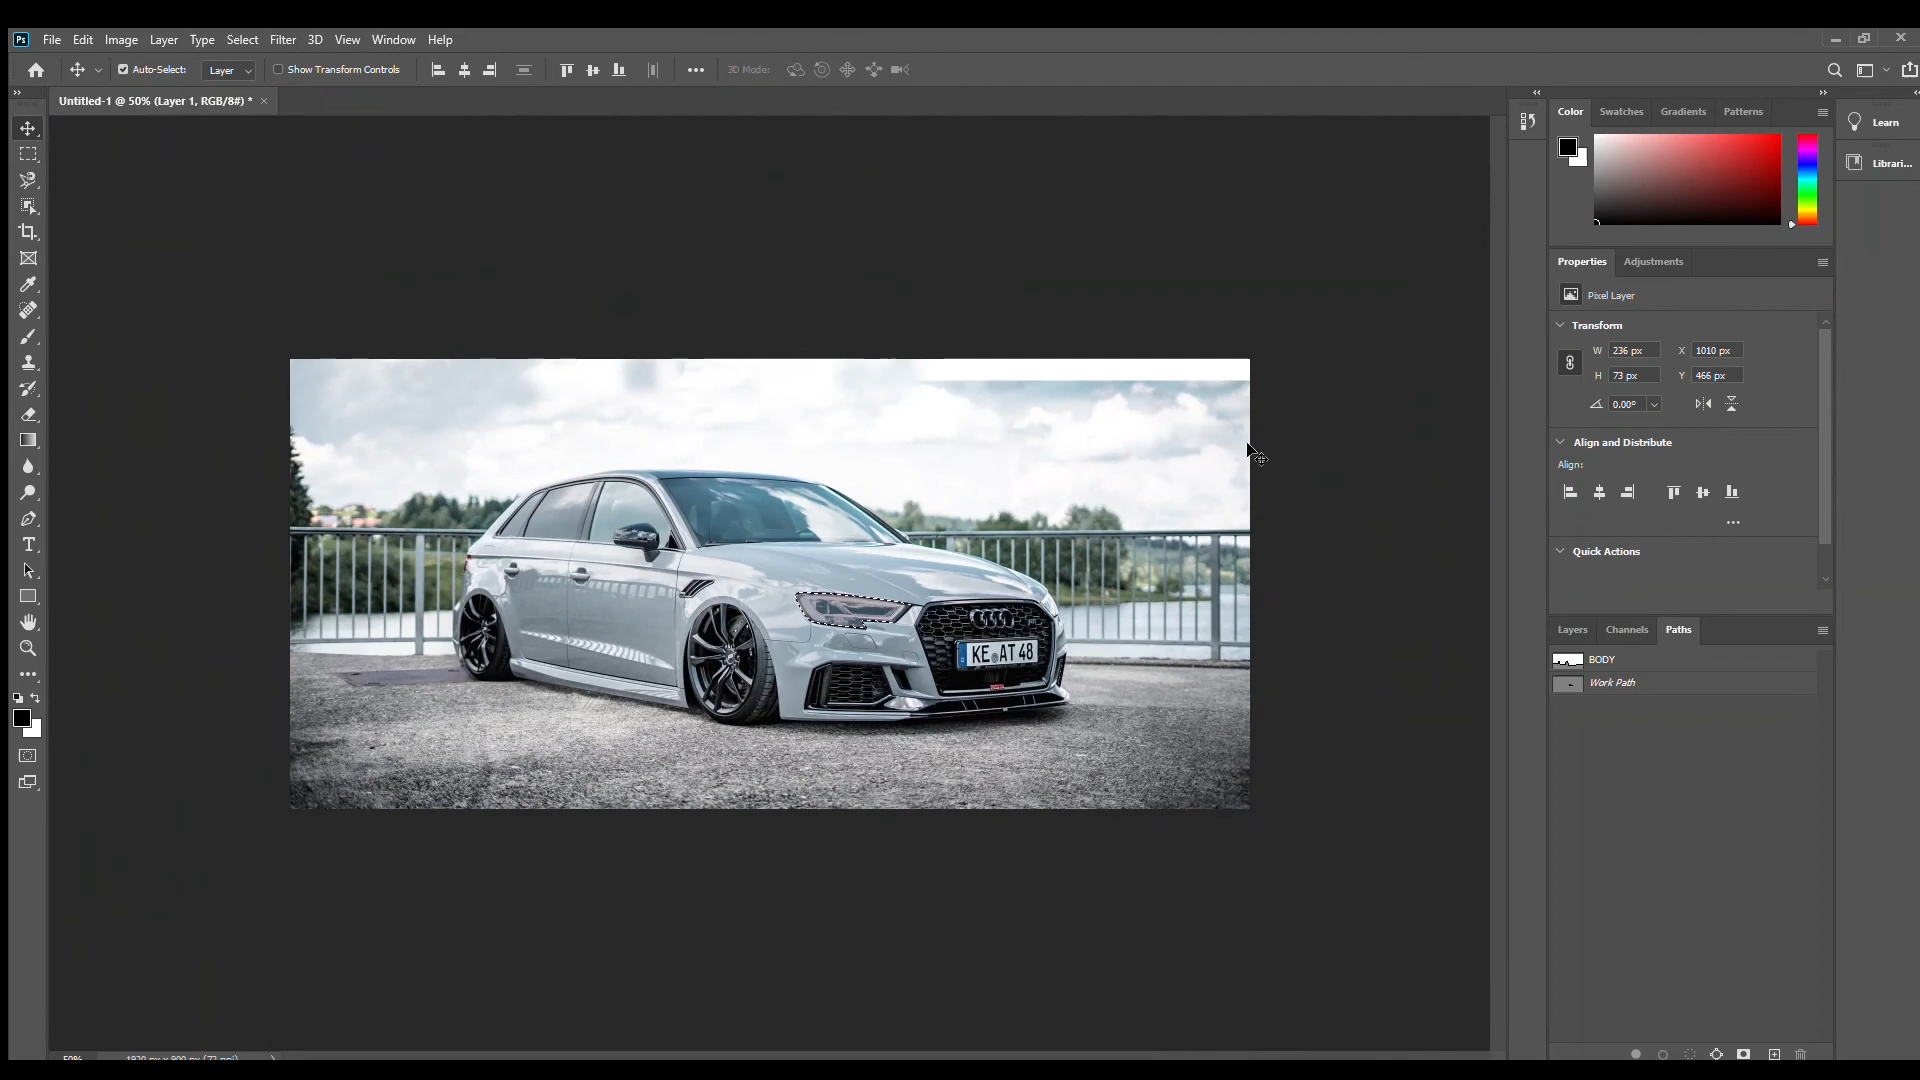 Ps File Edit Image Layer Type Select Filter 3D View Window Help
Auto-Select: Layer Show Transform Controls 3D Mode:
Untitled-1 @ 50% (Layer 1, RGB/8#) *
Color Swatches Gradients Patterns
Learn
Librari...
Properties Adjustments
Pixel Layer
Transform
W 236 px X 1010 px
H 73 px Y 466 px
0.00°
Align and Distribute
Align:
Quick Actions
Layers Channels Paths
BODY
Work Path
KE AT 48
50% 1920 px x 900 px (72 ppi)